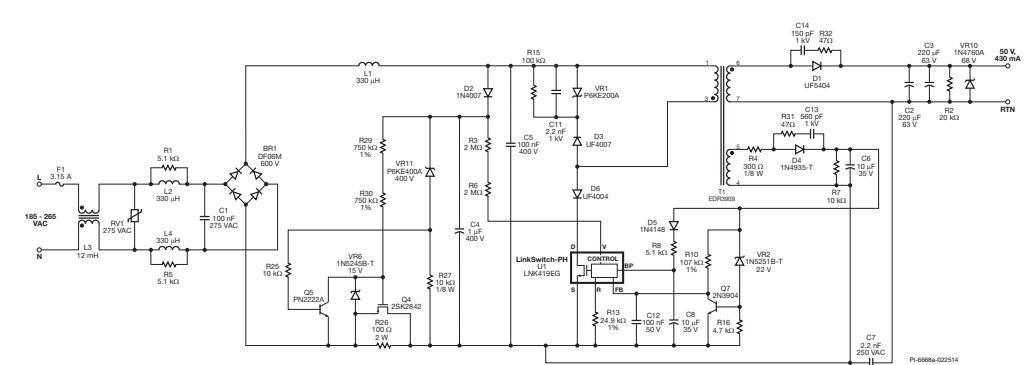 C14
150 pF
1 kV
R32
47Ω
D1
UF5404
C3
220 μF
63 V
VR10
1N4760A
68 V
50 V,
430 mA
RTN
C2
220 μF
63 V
R2
20 kΩ
L1
330 μH
D2
1N4007
R15
100 kΩ
C11
2.2 nF
1 kV
VR1
P6KE200A
D3
UF4007
1
3
6
7
5
4
T1
EDR3909
R31
47Ω
C13
560 pF
1 kV
R4
300 Ω
1/8 W
D4
1N4935-T
R7
10 kΩ
C6
10 μF
35 V
F1
3.15 A
L
185 - 265
VAC
N
L3
12 mH
RV1
275 VAC
R1
5.1 kΩ
L2
330 μH
L4
330 μH
R5
5.1 kΩ
C1
100 nF
275 VAC
BR1
DF06M
600 V
R29
750 kΩ
1%
R30
750 kΩ
1%
VR11
P6KE400A
400 V
R3
2 MΩ
R6
2 MΩ
C5
100 nF
400 V
C4
1 μF
400 V
D6
UF4004
R25
10 kΩ
Q5
PN2222A
VR6
1N5245B-T
15 V
Q4
2SK2842
R26
100 Ω
2 W
R27
10 kΩ
1/8 W
LinkSwitch-PH
U1
LNK419EG
D
V
CONTROL
BP
S
R
FB
R13
24.9 kΩ
1%
C12
100 nF
50 V
C8
10 μF
35 V
D5
1N4148
R8
5.1 kΩ
R10
107 kΩ
1%
VR2
1N5251B-T
22 V
Q7
2N3904
R16
4.7 kΩ
C7
2.2 nF
250 VAC
PI-6668a-022514